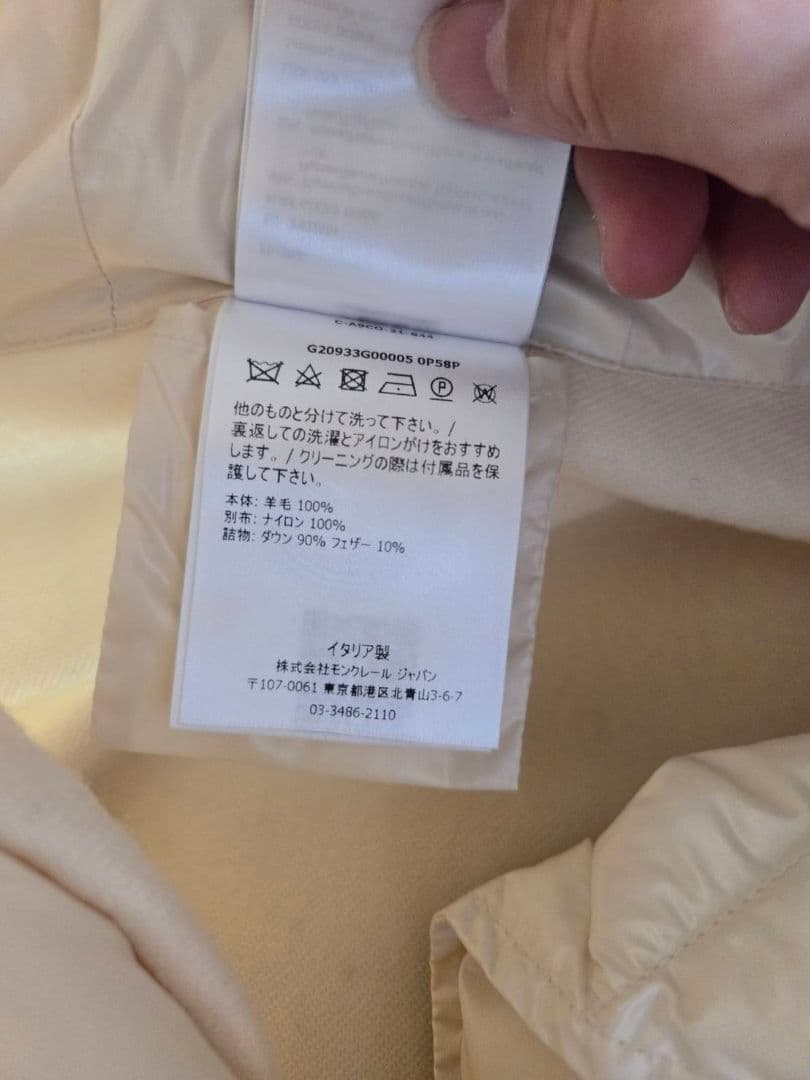 G20933G00005 0P58P
他のものと分けて洗って下さい。/
裏返しての洗濯とアイロンがけをおすすめ
します。/ クリーニングの際は付属品を保
護して下さい。
本体: 羊毛 100%
別布: ナイロン 100%
詰物: ダウン 90% フェザー 10%
イタリア製
株式会社モンクレール ジャパン
〒107-0061 東京都港区北青山3-6-7
03-3486-2110